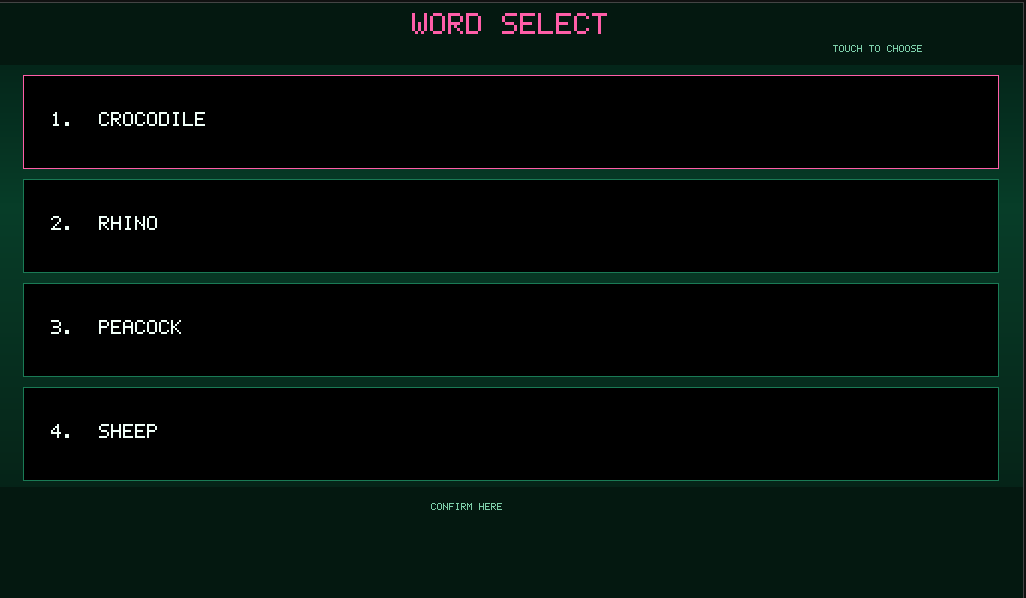 WORD SELECT
TOUCH TO CHOOSE
1. CROCODILE
2. RHINO
3. PEACOCK
4. SHEEP
CONFIRM HERE